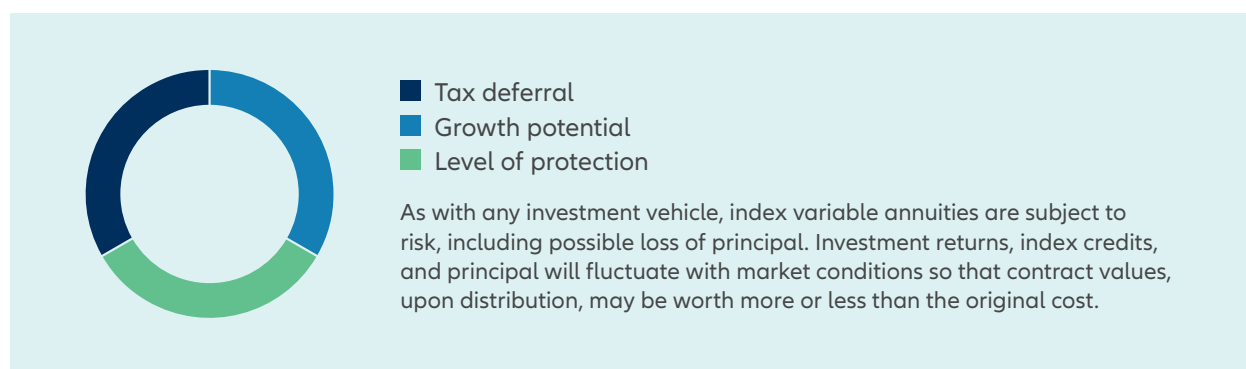 Tax deferral
Growth potential
Level of protection
As with any investment vehicle, index variable annuities are subject to
risk, including possible loss of principal. Investment returns, index credits,
and principal will fluctuate with market conditions so that contract values,
upon distribution, may be worth more or less than the original cost.